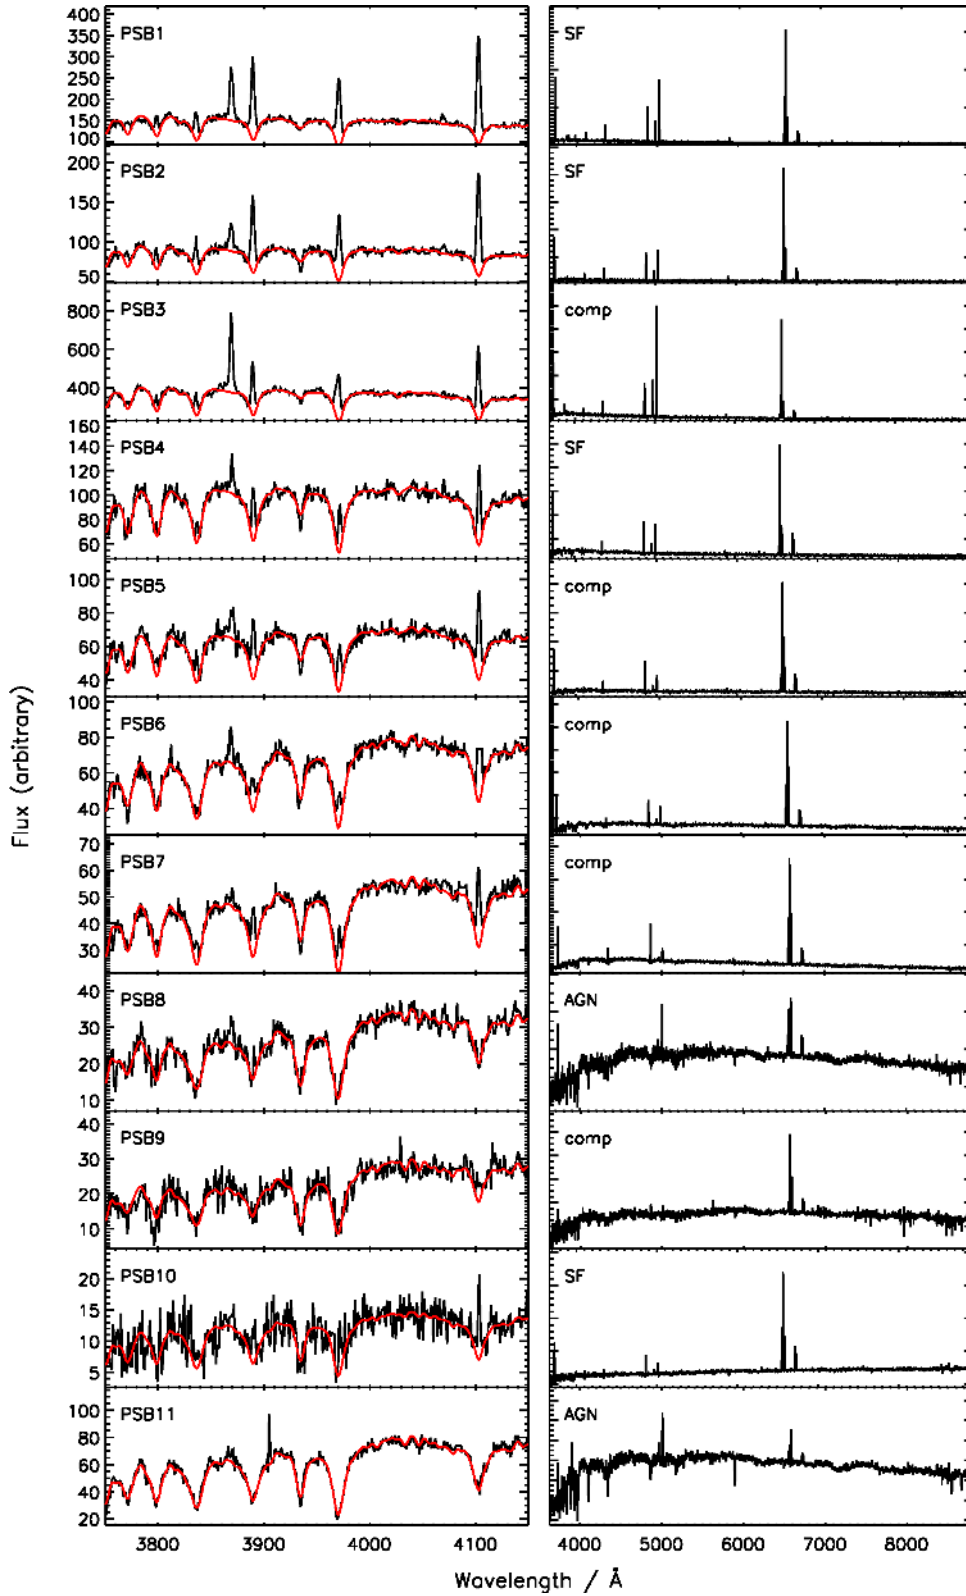 400
350
300
250
200
150
100
PSB1
SF
200
150
100
50
PSB2
SF
800
600
400
PSB3
comp
160
140
120
100
80
60
PSB4
SF
100
80
60
40
PSB5
comp
100
80
60
40
PSB6
comp
70
60
50
40
30
PSB7
comp
40
30
20
10
PSB8
AGN
40
30
20
10
PSB9
comp
20
15
10
5
PSB10
SF
100
80
60
40
20
PSB11
AGN
3800 3900 4000 4100
4000 5000 6000 7000 8000
Flux (arbitrary)
Wavelength / Å